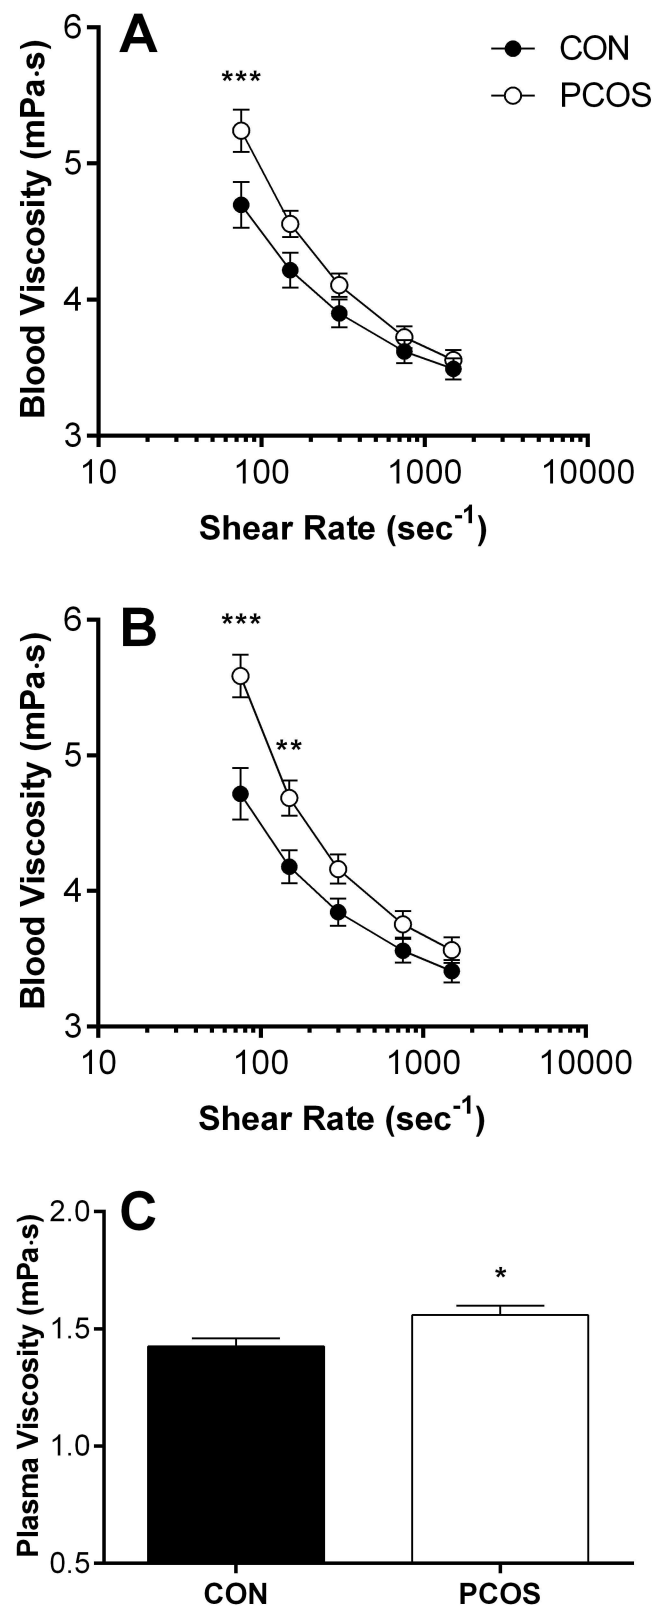 A
CON
PCOS
***
6
5
4
3
Blood Viscosity (mPa·s)
10 100 1000 10000
Shear Rate (sec⁻¹)
B
***
**
6
5
4
3
Blood Viscosity (mPa·s)
10 100 1000 10000
Shear Rate (sec⁻¹)
C
*
2.0
1.5
1.0
0.5
Plasma Viscosity (mPa·s)
CON PCOS